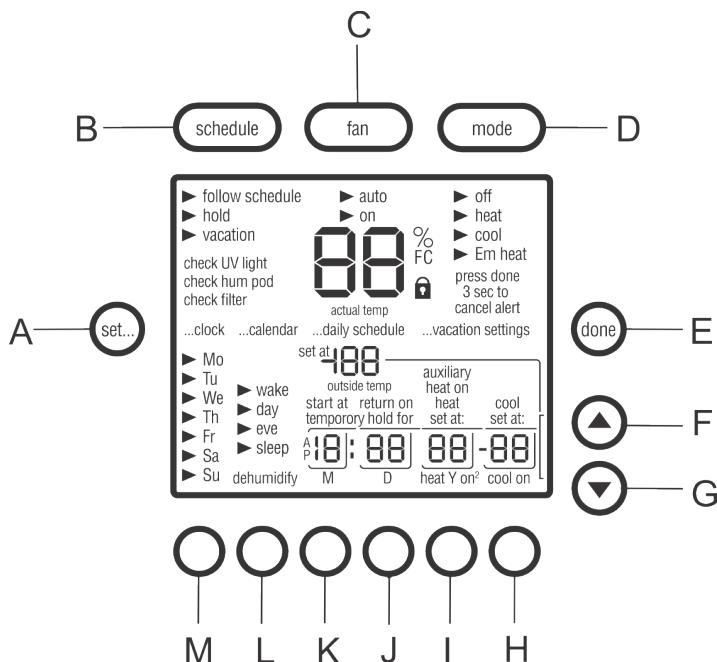 C
B schedule fan mode D
► follow schedule ► auto ► off
► hold ► on ► heat
► vacation 88 % ► cool
FC ► Em heat
check UV light press done
check hum pod 3 sec to
check filter cancel alert
actual temp
A set... ...clock ...calendar ...daily schedule ...vacation settings done E
► Mo set at -188
► Tu outside temp auxiliary
► We ► wake heat on
► Th ► day start at return on heat cool
► Fr ► eve temporory hold for set at: set at: F
► Sa ► sleep A P 18:88 88 -88
► Su dehumidify M D heat Y on² cool on G
M L K J I H